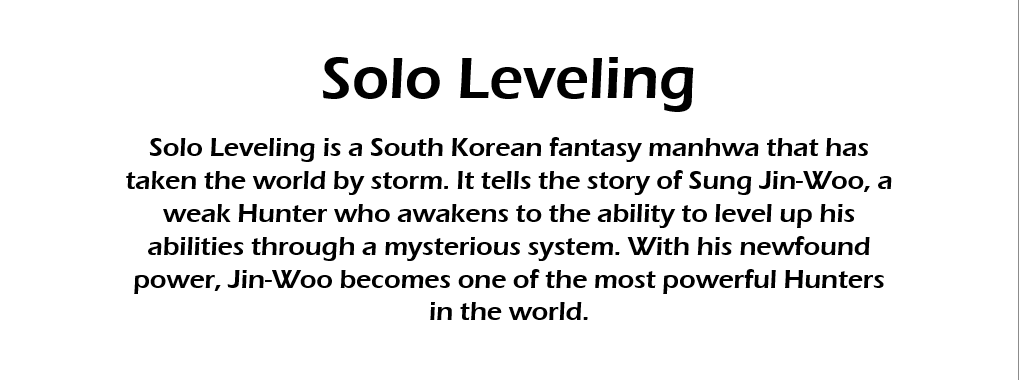 Solo Leveling
Solo Leveling is a South Korean fantasy manhwa that has
taken the world by storm. It tells the story of Sung Jin-Woo, a
weak Hunter who awakens to the ability to level up his
abilities through a mysterious system. With his newfound
power, Jin-Woo becomes one of the most powerful Hunters
in the world.